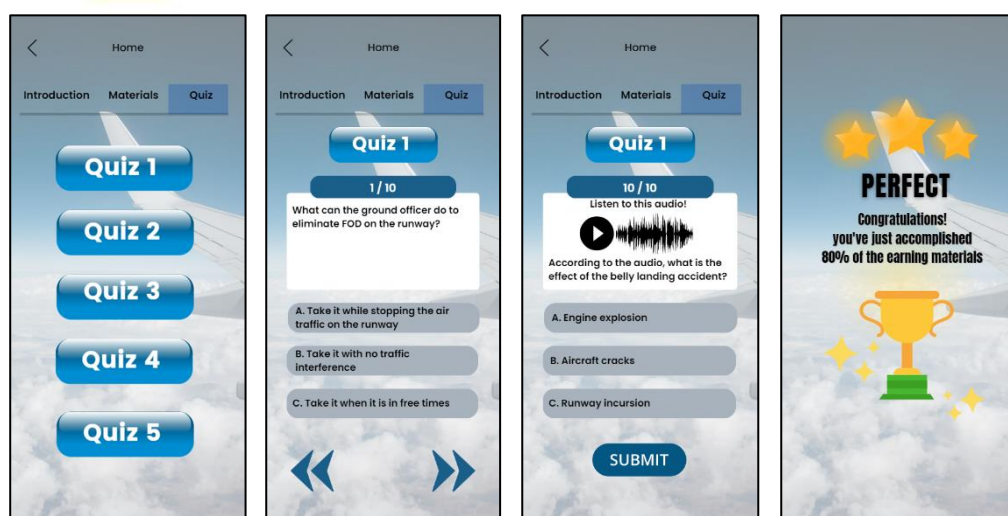 Home
Introduction Materials Quiz
Quiz 1
Quiz 2
Quiz 3
Quiz 4
Quiz 5
Home
Introduction Materials Quiz
Quiz 1
1 / 10
What can the ground officer do to
eliminate FOD on the runway?
A. Take it while stopping the air
traffic on the runway
B. Take it with no traffic
interference
C. Take it when it is in free times
Home
Introduction Materials Quiz
Quiz 1
10 / 10
Listen to this audio!
According to the audio, what is the
effect of the belly landing accident?
A. Engine explosion
B. Aircraft cracks
C. Runway incursion
SUBMIT
PERFECT
Congratulations!
you've just accomplished
80% of the earning materials